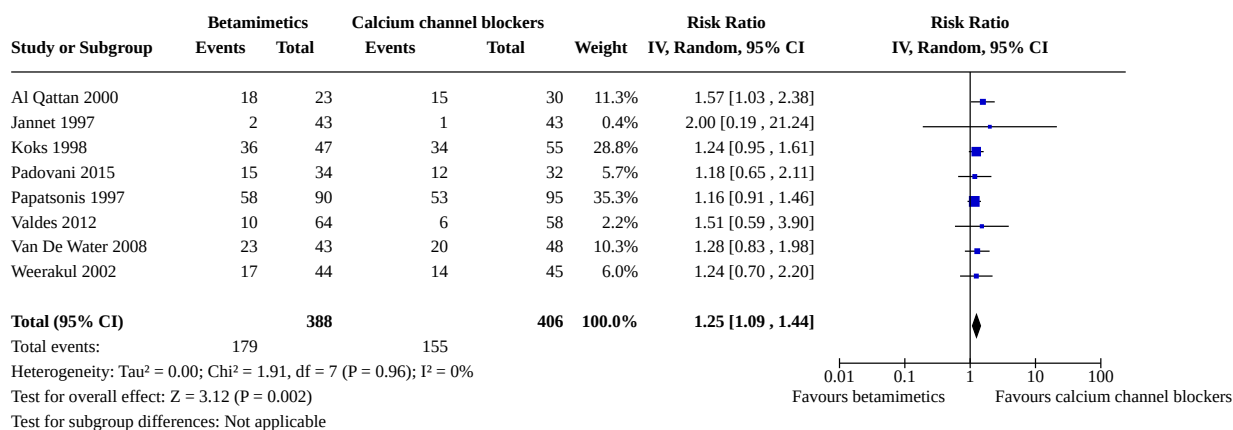 Betamimetics Calcium channel blockers Risk Ratio Risk Ratio
Study or Subgroup Events Total Events Total Weight IV, Random, 95% CI IV, Random, 95% CI
Al Qattan 2000 18 23 15 30 11.3% 1.57 [1.03 , 2.38]
Jannet 1997 2 43 1 43 0.4% 2.00 [0.19 , 21.24]
Koks 1998 36 47 34 55 28.8% 1.24 [0.95 , 1.61]
Padovani 2015 15 34 12 32 5.7% 1.18 [0.65 , 2.11]
Papatsonis 1997 58 90 53 95 35.3% 1.16 [0.91 , 1.46]
Valdes 2012 10 64 6 58 2.2% 1.51 [0.59 , 3.90]
Van De Water 2008 23 43 20 48 10.3% 1.28 [0.83 , 1.98]
Weerakul 2002 17 44 14 45 6.0% 1.24 [0.70 , 2.20]
Total (95% CI) 388 406 100.0% 1.25 [1.09 , 1.44]
Total events: 179 155
Heterogeneity: Tau² = 0.00; Chi² = 1.91, df = 7 (P = 0.96); I² = 0%
0.01 0.1 1 10 100
Test for overall effect: Z = 3.12 (P = 0.002) Favours betamimetics Favours calcium channel blockers
Test for subgroup differences: Not applicable